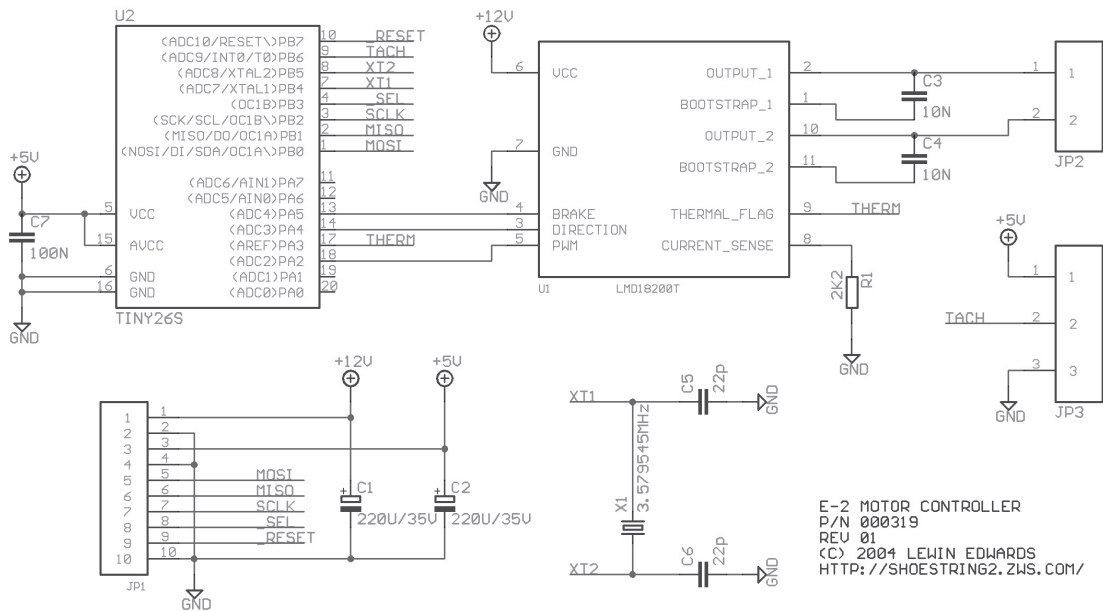 U2
(ADC10/RESET\)PB7 10 _RESET
(ADC9/INT0/T0)PB6 9 TACH
(ADC8/XTAL2)PB5 8 XT2
(ADC7/XTAL1)PB4 7 XT1
(OC1B)PB3 4 _SEL
(SCK/SCL/OC1B\)PB2 3 SCLK
(MISO/DO/OC1A)PB1 2 MISO
(NOSI/DI/SDA/OC1A\)PB0 1 MOSI
(ADC6/AIN1)PA7 11
(ADC5/AIN0)PA6 12
5 VCC (ADC4)PA5 13
(ADC3)PA4 14
15 AVCC (AREF)PA3 17 THERM
(ADC2)PA2 18
6 GND (ADC1)PA1 19
16 GND (ADC0)PA0 20
TINY26S
+5V
C7
100N
GND
+12V
6 VCC OUTPUT_1 2
BOOTSTRAP_1 1
OUTPUT_2 10
7 GND
BOOTSTRAP_2 11
4 BRAKE THERMAL_FLAG 9 THERM
3 DIRECTION
5 PWM CURRENT_SENSE 8
U1 LMD18200T
GND
C3
10N
C4
10N
1 1
2 2
JP2
2K2
R1
GND
+5V
1 1
TACH 2 2
3 3
GND
JP3
+12V
+5V
1 1
2 2
3 3
4 4
5 5 MOSI
6 6 MISO
7 7 SCLK
8 8 _SEL
9 9 _RESET
10 10
JP1
GND
+ C1
220U/35V
+ C2
220U/35V
XT1
C5
22p
GND
X1
3.579545MHz
XT2
C6
22p
GND
E-2 MOTOR CONTROLLER
P/N 000319
REV 01
(C) 2004 LEWIN EDWARDS
HTTP://SHOESTRING2.ZWS.COM/